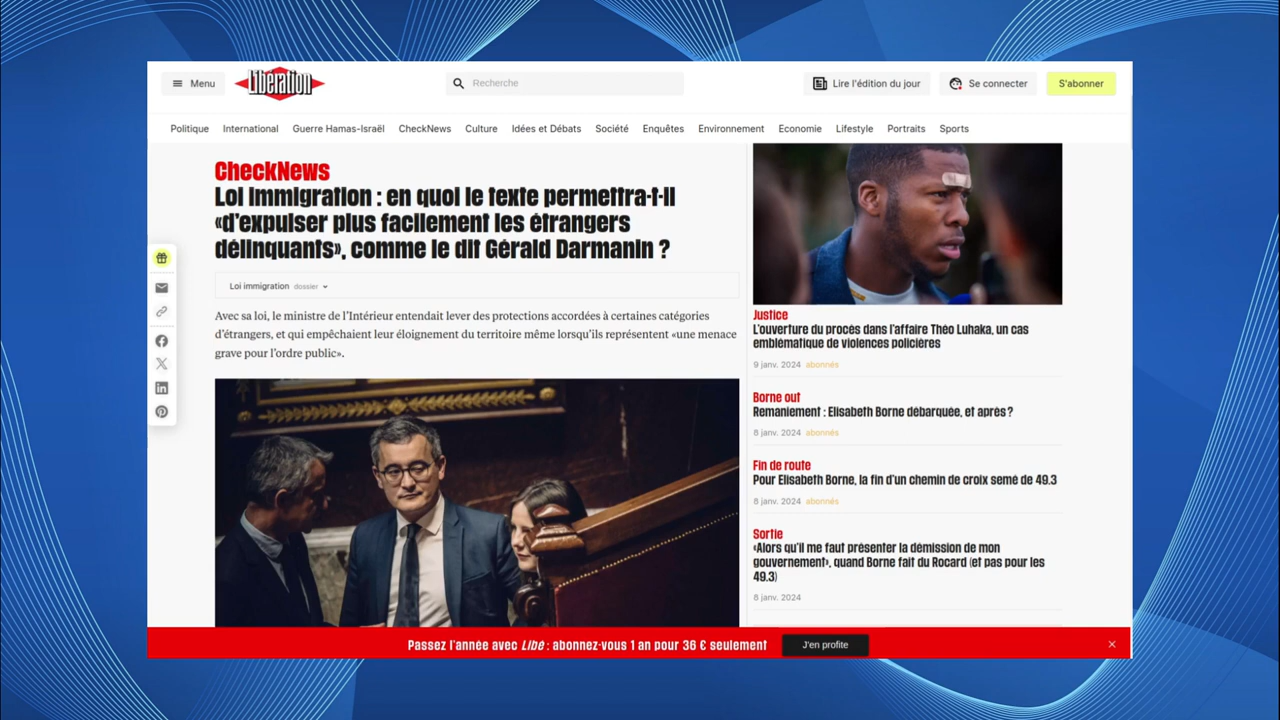 Menu
Libération
Recherche
Lire l'édition du jour
Se connecter
S'abonner
Politique
International
Guerre Hamas-Israël
CheckNews
Culture
Idées et Débats
Société
Enquêtes
Environnement
Economie
Lifestyle
Portraits
Sports
CheckNews
Loi immigration : en quoi le texte permettra-t-il
«d'expulser plus facilement les étrangers
délinquants», comme le dit Gérald Darmanin ?
Loi immigration dossier
Avec sa loi, le ministre de l'Intérieur entendait lever des protections accordées à certaines catégories
d'étrangers, et qui empêchaient leur éloignement du territoire même lorsqu'ils représentent «une menace
grave pour l'ordre public».
Justice
L'ouverture du procès dans l'affaire Théo Luhaka, un cas
emblématique de violences policières
9 janv. 2024 abonnés
Borne out
Remaniement : Elisabeth Borne débarquée, et après ?
8 janv. 2024 abonnés
Fin de route
Pour Elisabeth Borne, la fin d'un chemin de croix semé de 49.3
8 janv. 2024 abonnés
Sortie
«Alors qu'il me faut présenter la démission de mon
gouvernement», quand Borne fait du Rocard (et pas pour les
49.3)
8 janv. 2024
Passez l'année avec Libé : abonnez-vous 1 an pour 36 € seulement
J'en profite